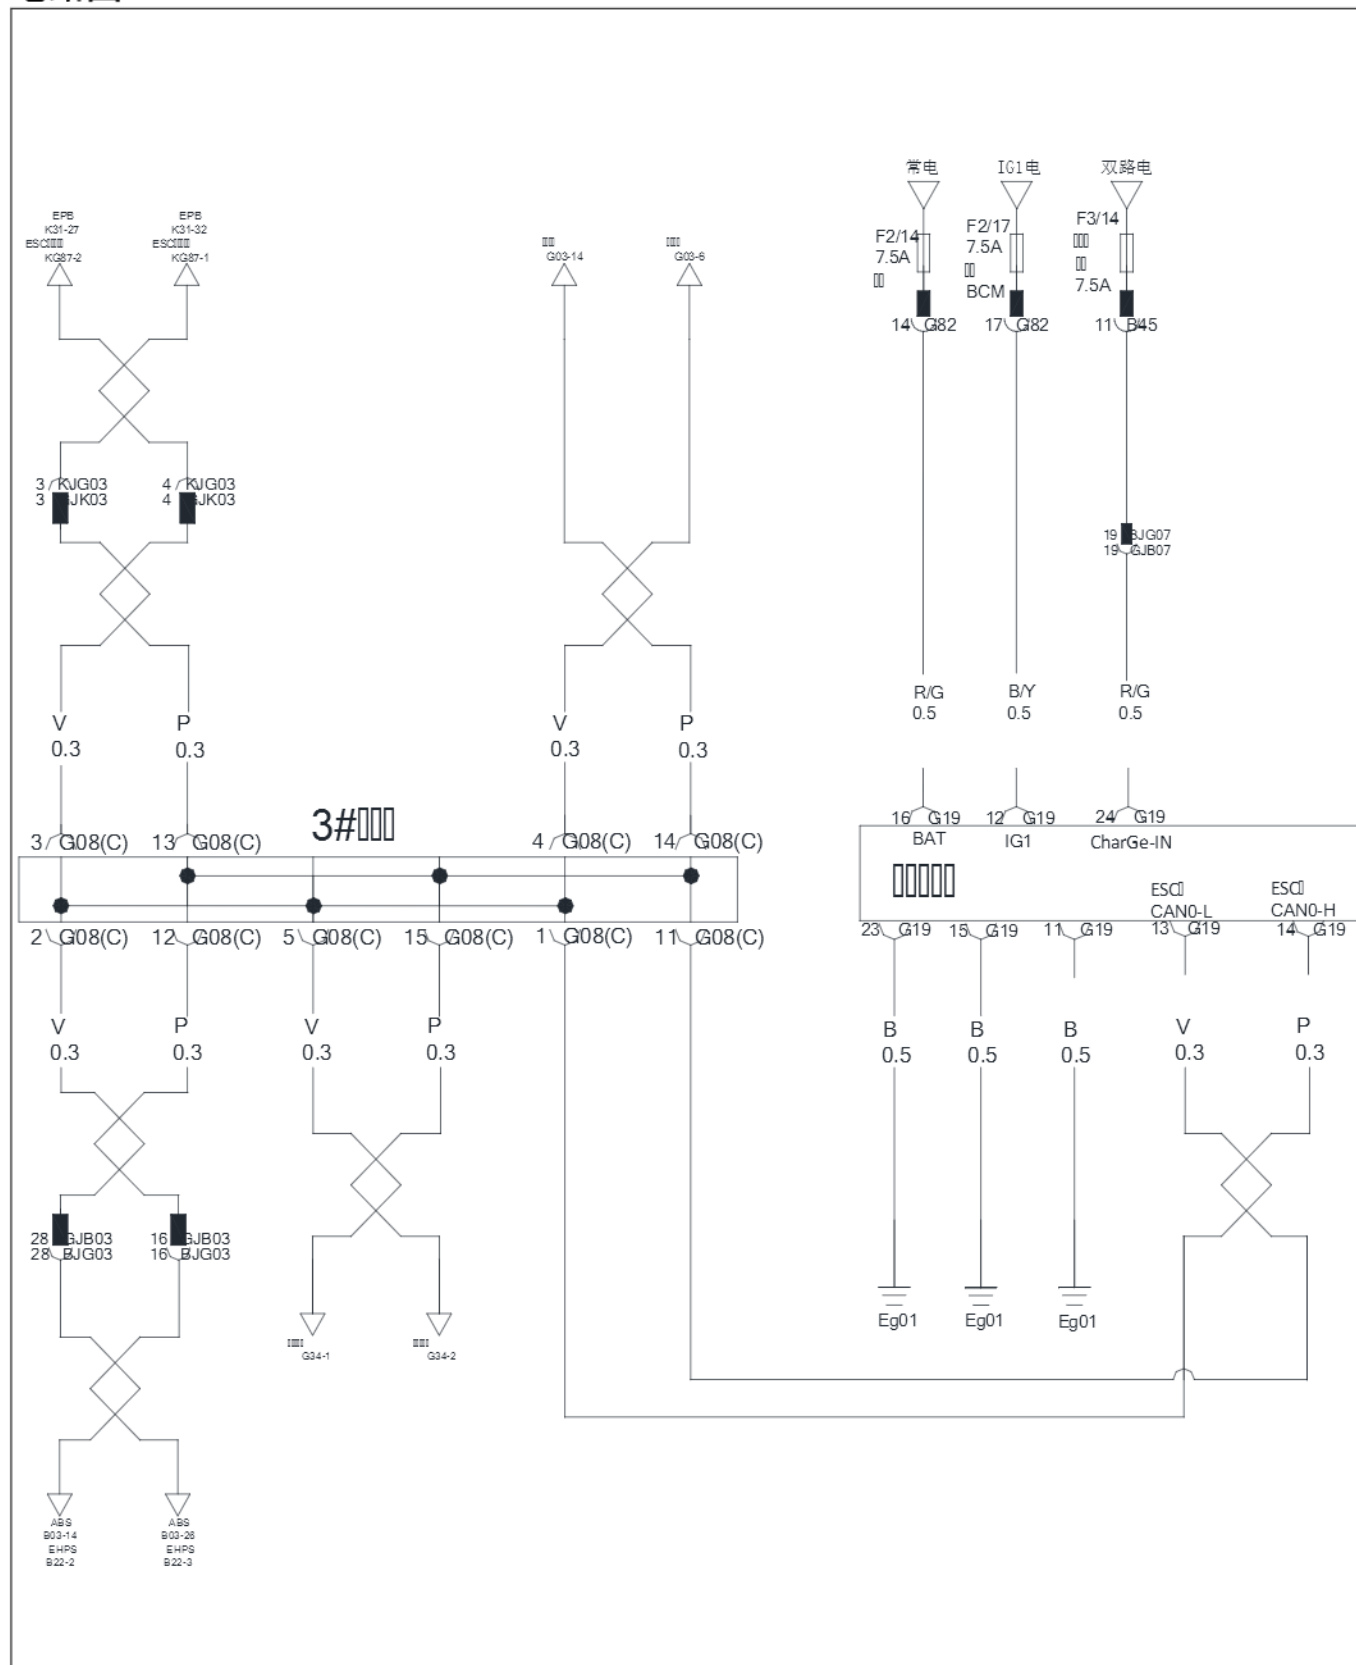 常电
IG1电
双路电
EPB
K31-27
ESC
KG87-2
EPB
K31-32
ESC
KG87-1
G03-14
G03-6
F2/14
7.5A
F2/17
7.5A
BCM
F3/14
7.5A
14 G82
17 G82
11 B45
3 KJG03
3 GJK03
4 KJG03
4 GJK03
19 BJG07
19 GJB07
R/G
0.5
B/Y
0.5
R/G
0.5
V
0.3
P
0.3
V
0.3
P
0.3
3#
3 G08(C)
13 G08(C)
4 G08(C)
14 G08(C)
16 G19
12 G19
24 G19
BAT
IG1
CharGe-IN
ESC
CAN0-L
ESC
CAN0-H
2 G08(C)
12 G08(C)
5 G08(C)
15 G08(C)
1 G08(C)
11 G08(C)
23 G19
15 G19
11 G19
13 G19
14 G19
V
0.3
P
0.3
V
0.3
P
0.3
B
0.5
B
0.5
B
0.5
V
0.3
P
0.3
28 GJB03
28 BJG03
16 GJB03
16 BJG03
Eg01
Eg01
Eg01
G34-1
G34-2
ABS
B03-14
EHPS
B22-2
ABS
B03-26
EHPS
B22-3